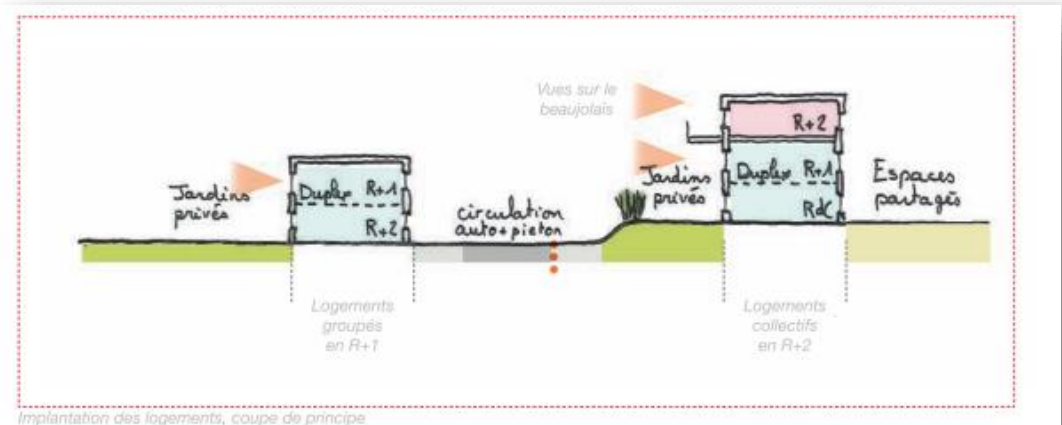 Vues sur le
beaujolais
R+2
Jardins
privés
Duplex R+1
R+2
circulation
auto+pieton
Jardins
privés
Duplex R+1
RdC
Espaces
partagés
Logements
groupés
en R+1
Logements
collectifs
en R+2
Implantation des logements, coupe de principe